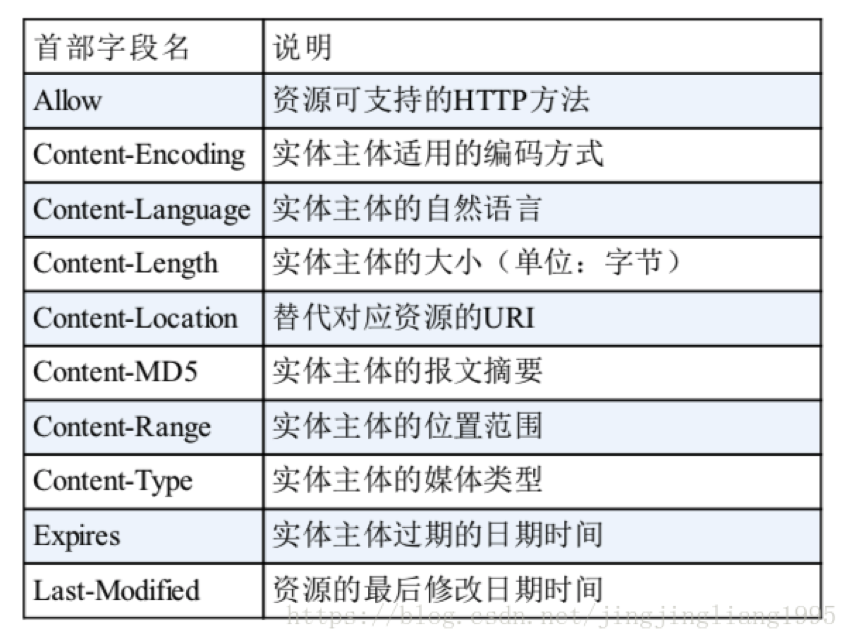 首部字段名 说明
Allow 资源可支持的HTTP方法
Content-Encoding 实体主体适用的编码方式
Content-Language 实体主体的自然语言
Content-Length 实体主体的大小（单位：字节）
Content-Location 替代对应资源的URI
Content-MD5 实体主体的报文摘要
Content-Range 实体主体的位置范围
Content-Type 实体主体的媒体类型
Expires 实体主体过期的日期时间
Last-Modified 资源的最后修改日期时间
https://blog.csdn.net/jingjingliang1995